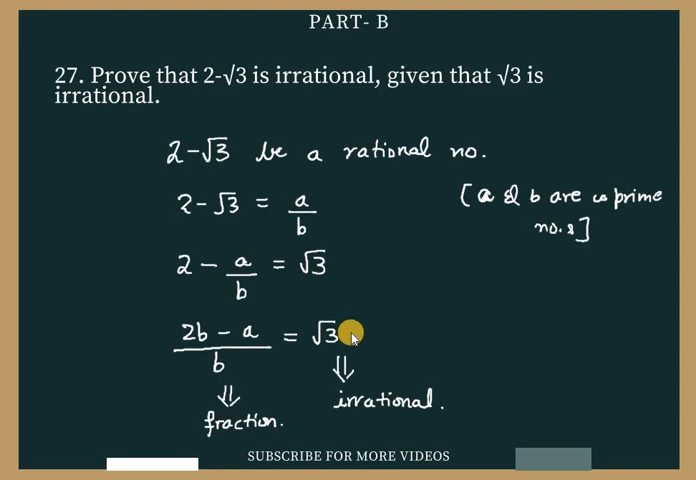 PART- B
27. Prove that 2-√3 is irrational, given that √3 is
irrational.
2-√3 be a rational no.
2-√3 = a/b [a & b are co prime
no.s]
2 - a/b = √3
2b - a/b = √3
⇓ ⇓
fraction. irrational.
SUBSCRIBE FOR MORE VIDEOS